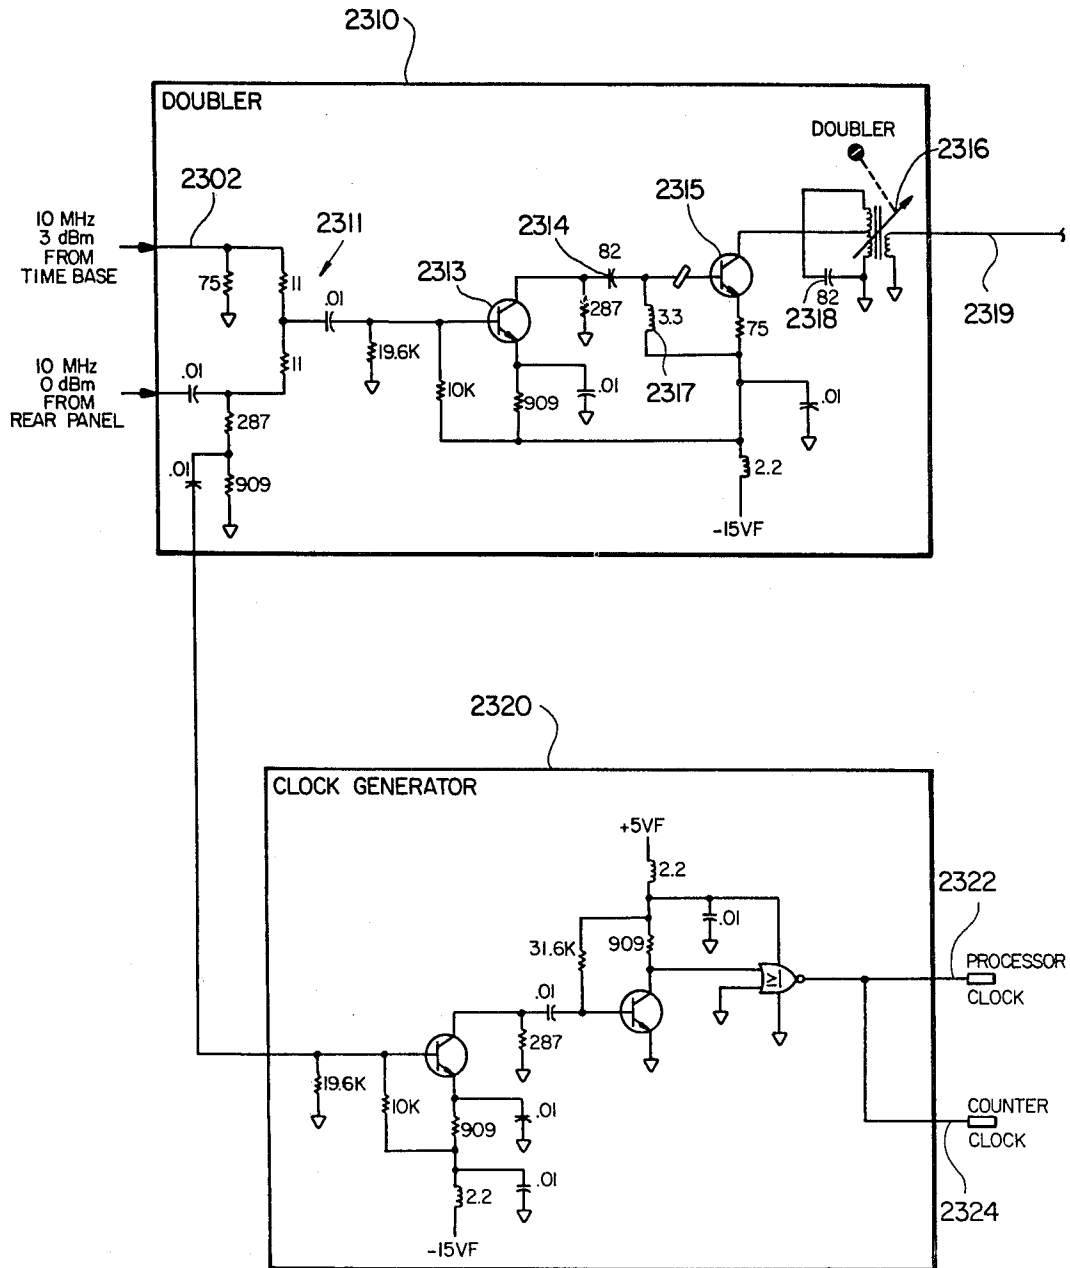 2310
DOUBLER
DOUBLER
2316
2302
2315
10 MHz
3 dBm
FROM
TIME BASE
2311
2314
2313
82
75
11
.01
287
3.3
75
82
2318
2319
10 MHz
0 dBm
FROM
REAR PANEL
.01
11
19.6K
10K
909
.01
2317
.01
287
.01
909
2.2
-15VF
2320
CLOCK GENERATOR
+5VF
2.2
2322
.01
31.6K
909
PROCESSOR
CLOCK
≥1
.01
287
19.6K
10K
.01
909
COUNTER
CLOCK
.01
2.2
2324
-15VF